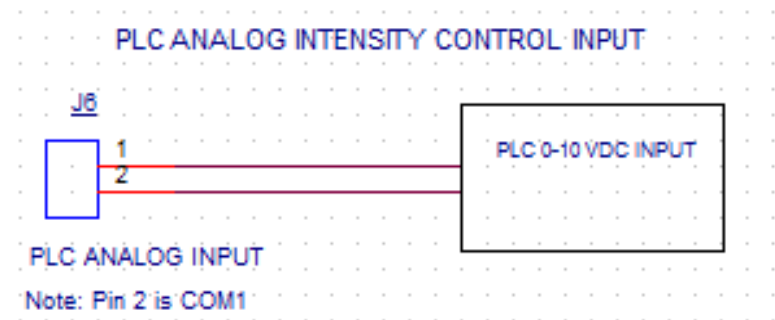 PLC ANALOG INTENSITY CONTROL INPUT
J6
1
PLC 0-10 VDC INPUT
2
PLC ANALOG INPUT
Note: Pin 2 is COM1